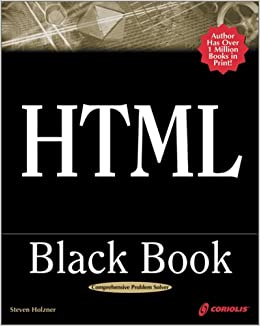 Author
Has Over
1 Million
Books in
Print!
HTML
Black Book
Comprehensive Problem Solver
Steven Holzner
CORIOLIS